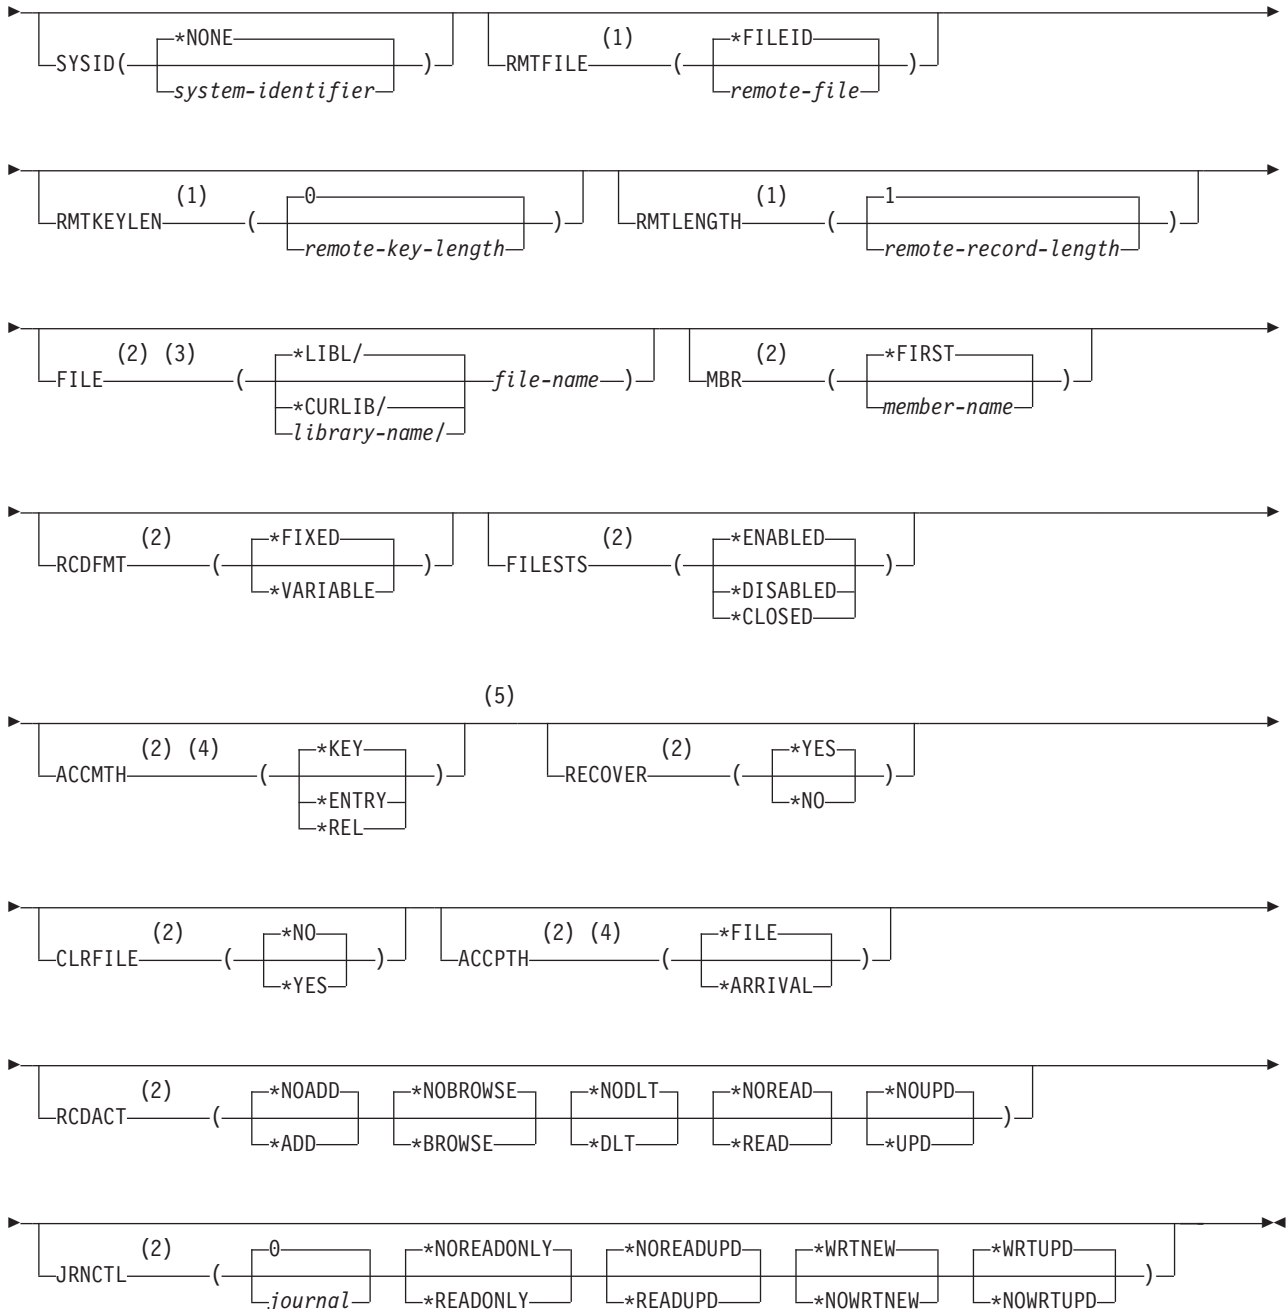 *NONE
SYSID( )
system-identifier
(1) *FILEID
RMTFILE ( )
remote-file
(1) 0
RMTKEYLEN ( )
remote-key-length
(1) 1
RMTLENGTH ( )
remote-record-length
(2) (3) *LIBL/
FILE ( file-name )
*CURLIB/
library-name/
(2) *FIRST
MBR ( )
member-name
(2) *FIXED
RCDFMT ( )
*VARIABLE
(2) *ENABLED
FILESTS ( )
*DISABLED
*CLOSED
(5)
(2) (4) *KEY
ACCMTH ( )
*ENTRY
*REL
(2) *YES
RECOVER ( )
*NO
(2) *NO
CLRFILE ( )
*YES
(2) (4) *FILE
ACCPTH ( )
*ARRIVAL
(2) *NOADD *NOBROWSE *NODLT *NOREAD *NOUPD
RCDACT ( )
*ADD *BROWSE *DLT *READ *UPD
(2) 0 *NOREADONLY *NOREADUPD *WRTNEW *WRTUPD
JRNCTL ( )
journal *READONLY *READUPD *NOWRTNEW *NOWRTUPD